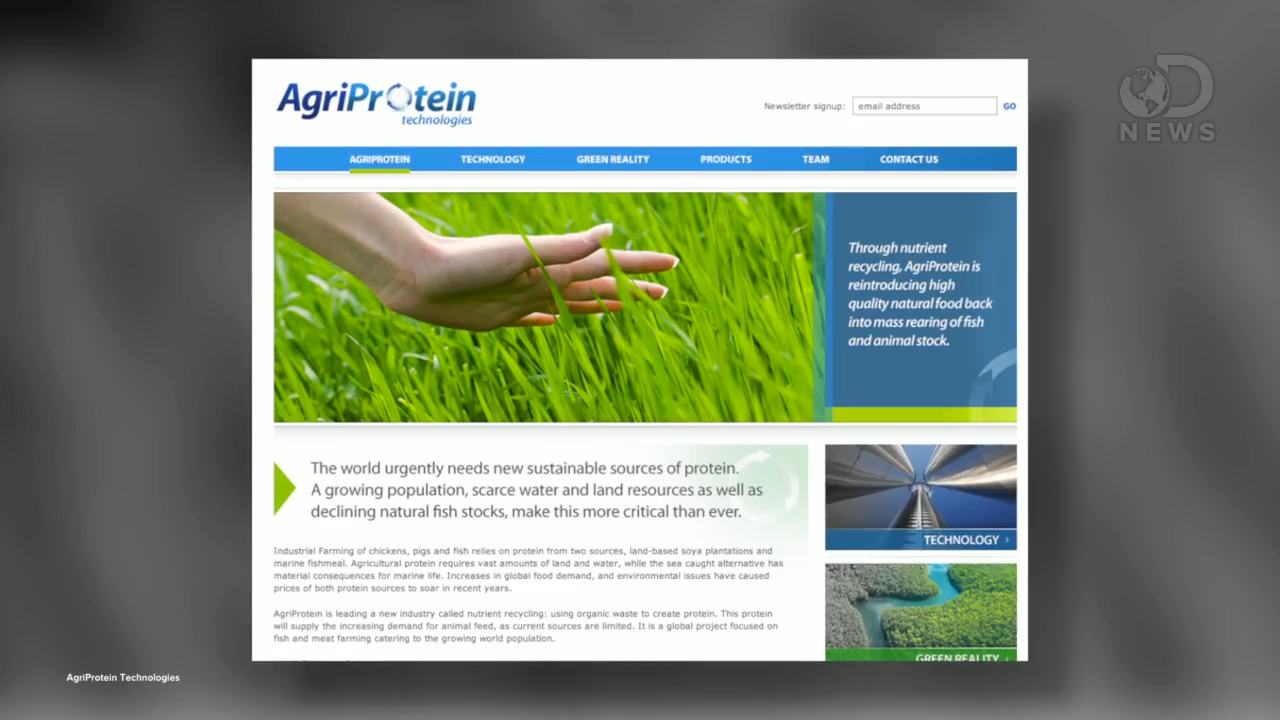 AgriProtein
technologies
Newsletter signup: email address GO
AGRIPROTEIN TECHNOLOGY GREEN REALITY PRODUCTS TEAM CONTACT US
Through nutrient
recycling, AgriProtein is
reintroducing high
quality natural food back
into mass rearing of fish
and animal stock.
The world urgently needs new sustainable sources of protein.
A growing population, scarce water and land resources as well as
declining natural fish stocks, make this more critical than ever.
Industrial Farming of chickens, pigs and fish relies on protein from two sources, land-based soya plantations and
marine fishmeal. Agricultural protein requires vast amounts of land and water, while the sea caught alternative has
material consequences for marine life. Increases in global food demand, and environmental issues have caused
prices of both protein sources to soar in recent years.
AgriProtein is leading a new industry called nutrient recycling: using organic waste to create protein. This protein
will supply the increasing demand for animal feed, as current sources are limited. It is a global project focused on
fish and meat farming catering to the growing world population.
TECHNOLOGY ›
GREEN REALITY ›
D
NEWS
AgriProtein Technologies